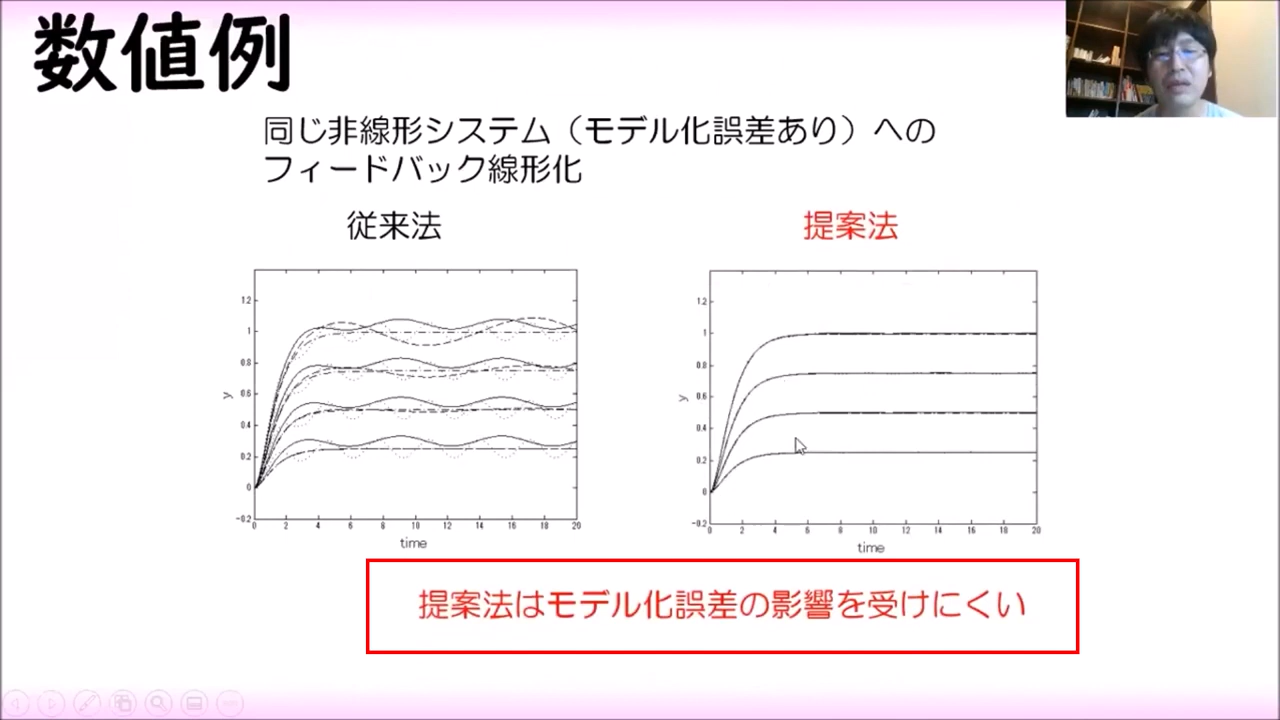 数値例
同じ非線形システム（モデル化誤差あり）への
フィードバック線形化
従来法
提案法
1.2
1
0.8
0.6
0.4
0.2
0
-0.2
y
0 2 4 6 8 10 12 14 16 18 20
time
1.2
1
0.8
0.6
0.4
0.2
0
-0.2
y
0 2 4 6 8 10 12 14 16 18 20
time
提案法はモデル化誤差の影響を受けにくい